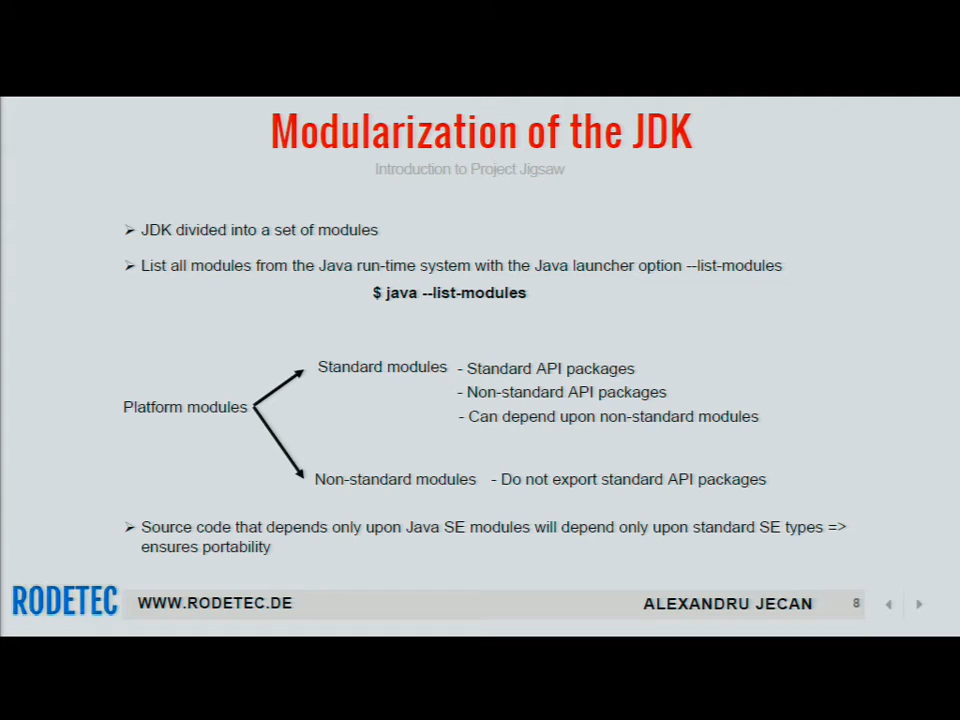 Modularization of the JDK
Introduction to Project Jigsaw
➢ JDK divided into a set of modules
➢ List all modules from the Java run-time system with the Java launcher option --list-modules
$ java --list-modules
Platform modules
Standard modules - Standard API packages
- Non-standard API packages
- Can depend upon non-standard modules
Non-standard modules - Do not export standard API packages
➢ Source code that depends only upon Java SE modules will depend only upon standard SE types =>
ensures portability
RODETEC WWW.RODETEC.DE ALEXANDRU JECAN 8